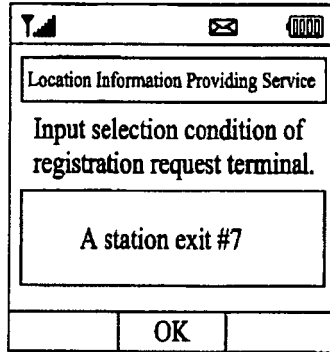 Location Information Providing Service
Input selection condition of
registration request terminal.
A station exit #7
OK